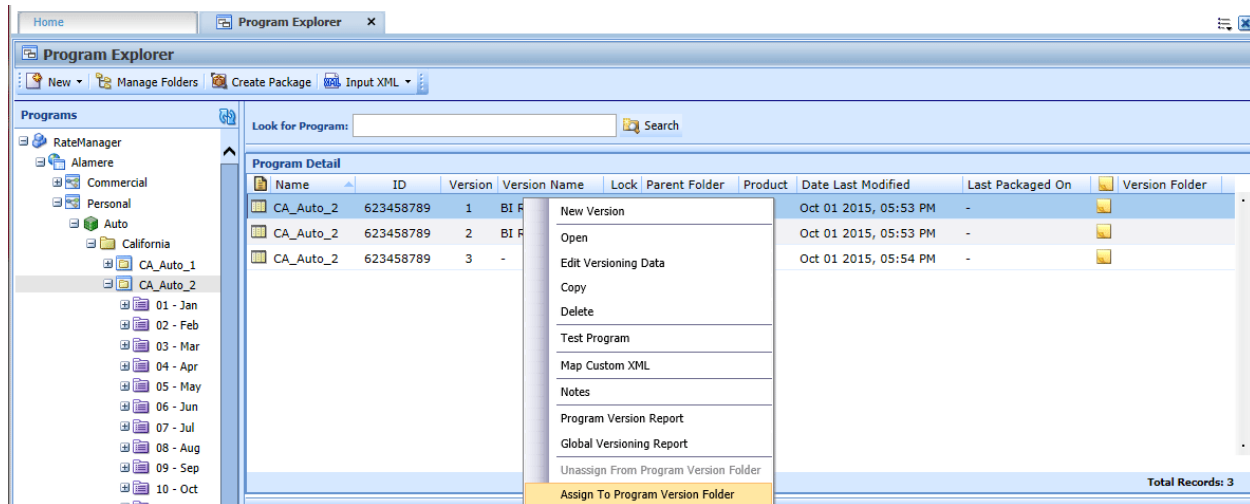 Home Program Explorer x
Program Explorer
New Manage Folders Create Package Input XML
Programs
Look for Program: Search
RateManager
Alamere
Commercial
Personal
Auto
California
CA_Auto_1
CA_Auto_2
01 - Jan
02 - Feb
03 - Mar
04 - Apr
05 - May
06 - Jun
07 - Jul
08 - Aug
09 - Sep
10 - Oct
Program Detail
Name ID Version Version Name Lock Parent Folder Product Date Last Modified Last Packaged On Version Folder
CA_Auto_2 623458789 1 BI Oct 01 2015, 05:53 PM -
CA_Auto_2 623458789 2 BI Oct 01 2015, 05:53 PM -
CA_Auto_2 623458789 3 - Oct 01 2015, 05:54 PM -
New Version
Open
Edit Versioning Data
Copy
Delete
Test Program
Map Custom XML
Notes
Program Version Report
Global Versioning Report
Unassign From Program Version Folder
Assign To Program Version Folder
Total Records: 3